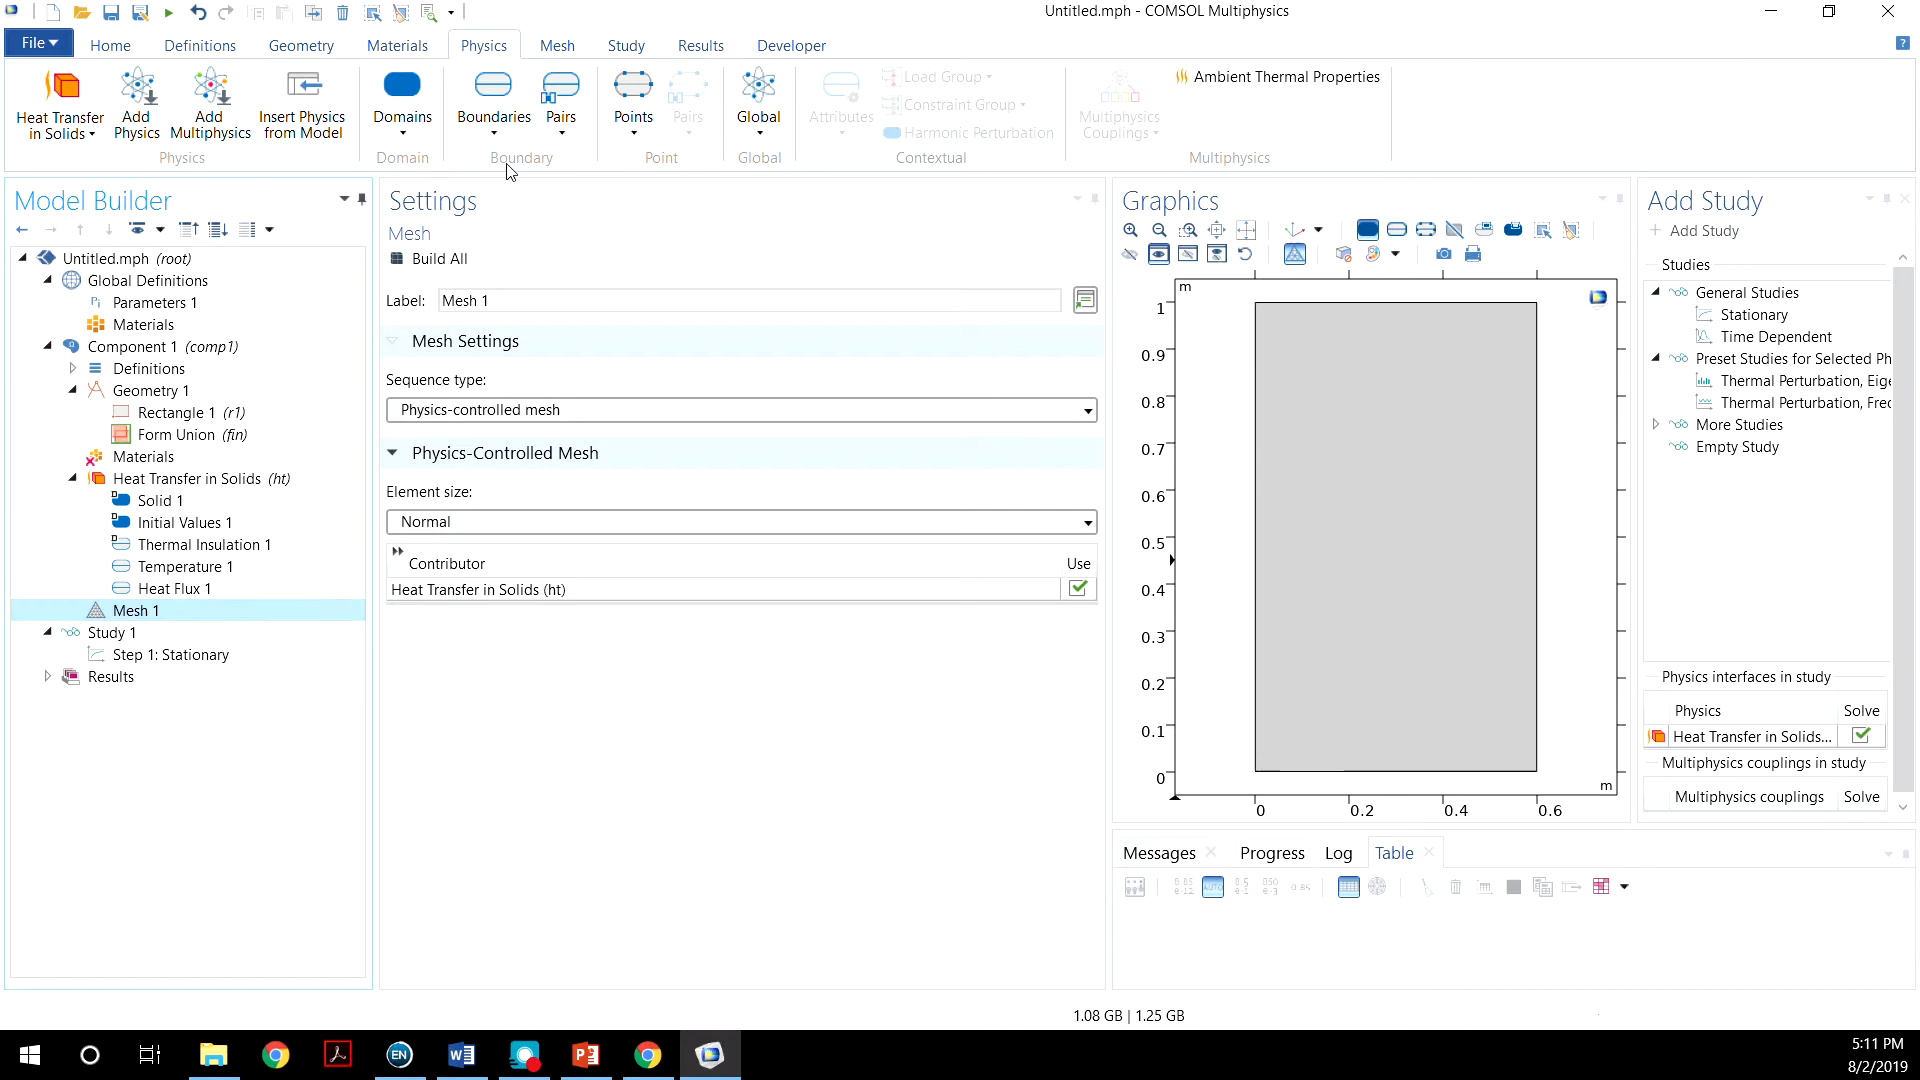 Untitled.mph - COMSOL Multiphysics
File Home Definitions Geometry Materials Physics Mesh Study Results Developer
Heat Transfer in Solids
Add Physics
Add Multiphysics
Insert Physics from Model
Physics
Domains
Domain
Boundaries
Pairs
Boundary
Points
Pairs
Point
Global
Global
Attributes
Load Group
Constraint Group
Harmonic Perturbation
Contextual
Multiphysics Couplings
Ambient Thermal Properties
Multiphysics
Model Builder
Untitled.mph (root)
Global Definitions
Pi Parameters 1
Materials
Component 1 (comp1)
Definitions
Geometry 1
Rectangle 1 (r1)
Form Union (fin)
Materials
Heat Transfer in Solids (ht)
Solid 1
Initial Values 1
Thermal Insulation 1
Temperature 1
Heat Flux 1
Mesh 1
Study 1
Step 1: Stationary
Results
Settings
Mesh
Build All
Label: Mesh 1
Mesh Settings
Sequence type:
Physics-controlled mesh
Physics-Controlled Mesh
Element size:
Normal
Contributor Use
Heat Transfer in Solids (ht)
Graphics
m
1
0.9
0.8
0.7
0.6
0.5
0.4
0.3
0.2
0.1
0
m
0 0.2 0.4 0.6
Add Study
+ Add Study
Studies
General Studies
Stationary
Time Dependent
Preset Studies for Selected Ph
Thermal Perturbation, Eige
Thermal Perturbation, Frec
More Studies
Empty Study
Physics interfaces in study
Physics Solve
Heat Transfer in Solids...
Multiphysics couplings in study
Multiphysics couplings Solve
Messages Progress Log Table
AUTO
0.85
1.08 GB | 1.25 GB
EN
5:11 PM
8/2/2019